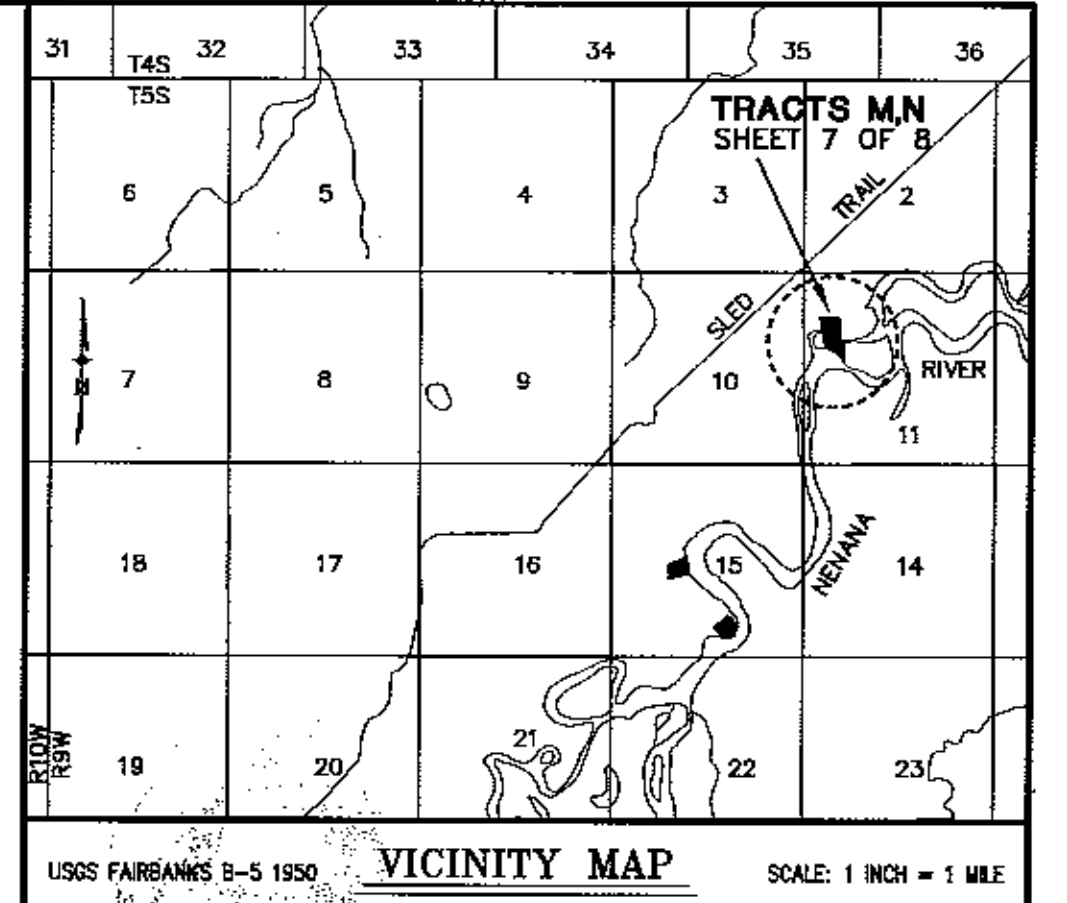 31 32 33 34 35 36
T4S
T5S
TRACTS M,N
SHEET 7 OF 8
6 5 4 3 2
TRAIL
SLED
N
7 8 9 10
RIVER
11
18 17 16 15 14
NENANA
R10W
R9W
19 20 21 22 23
USGS FAIRBANKS B-5 1950
VICINITY MAP
SCALE: 1 INCH = 1 MILE